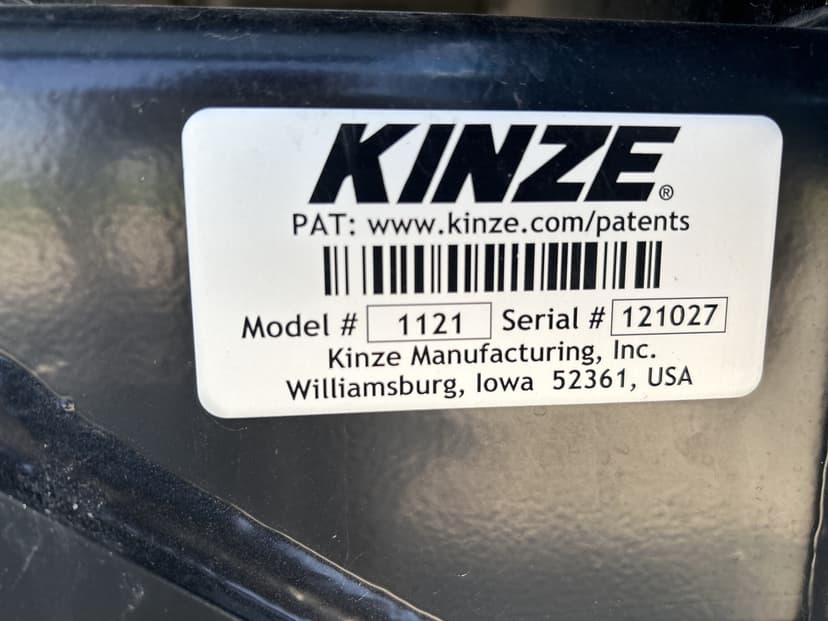 KINZE®
PAT: www.kinze.com/patents
Model # 1121 Serial # 121027
Kinze Manufacturing, Inc.
Williamsburg, Iowa 52361, USA